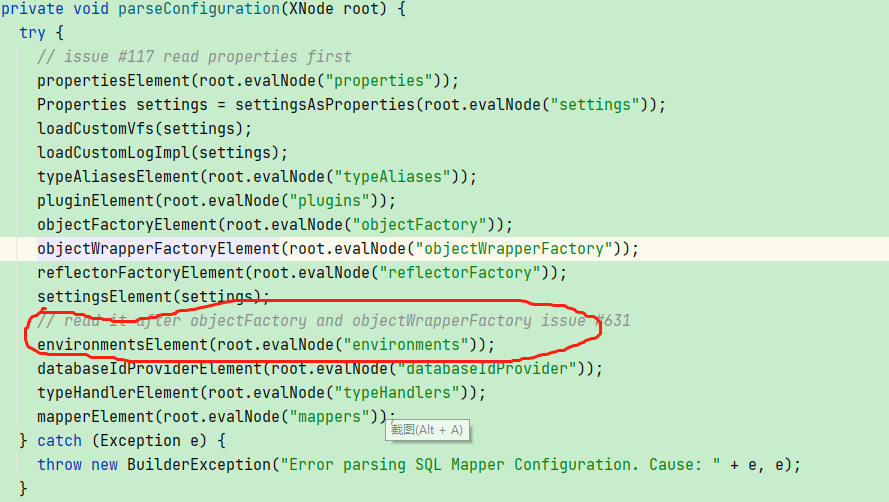 private void parseConfiguration(XNode root) {
try {
// issue #117 read properties first
propertiesElement(root.evalNode("properties"));
Properties settings = settingsAsProperties(root.evalNode("settings"));
loadCustomVfs(settings);
loadCustomLogImpl(settings);
typeAliasesElement(root.evalNode("typeAliases"));
pluginElement(root.evalNode("plugins"));
objectFactoryElement(root.evalNode("objectFactory"));
objectWrapperFactoryElement(root.evalNode("objectWrapperFactory"));
reflectorFactoryElement(root.evalNode("reflectorFactory"));
settingsElement(settings);
// read it after objectFactory and objectWrapperFactory issue #631
environmentsElement(root.evalNode("environments"));
databaseIdProviderElement(root.evalNode("databaseIdProvider"));
typeHandlerElement(root.evalNode("typeHandlers"));
mapperElement(root.evalNode("mappers"));
截图(Alt + A)
} catch (Exception e) {
throw new BuilderException("Error parsing SQL Mapper Configuration. Cause: " + e, e);
}